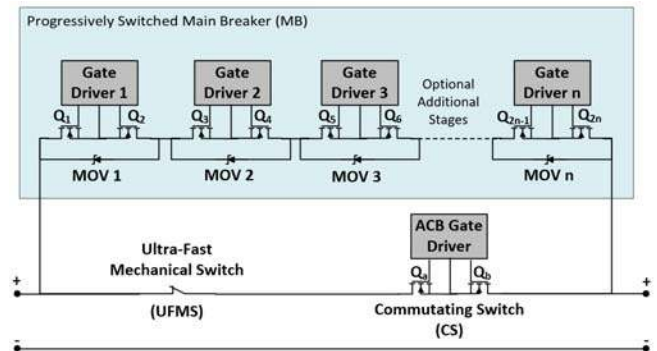 Progressively Switched Main Breaker (MB)
Gate
Driver 1
Gate
Driver 2
Gate
Driver 3
Optional
Additional
Stages
Gate
Driver n
Q1
Q2
Q3
Q4
Q5
Q6
Q2n-1
Q2n
MOV 1
MOV 2
MOV 3
MOV n
Ultra-Fast
Mechanical Switch
(UFMS)
ACB Gate
Driver
Qa
Qb
Commutating Switch
(CS)
+
+
-
-